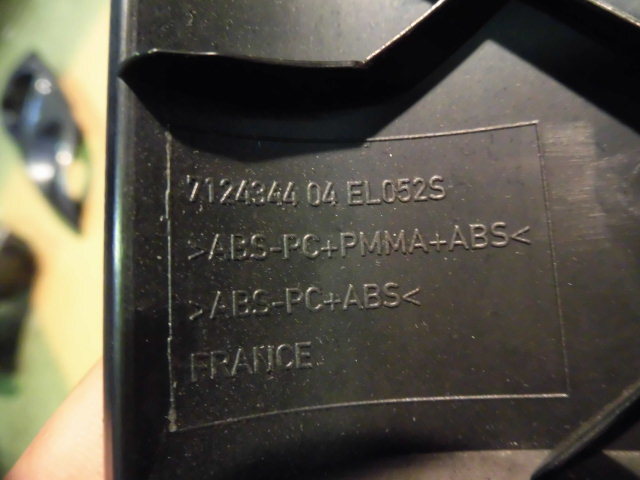 7124344 04 EL052S
>ABS-PC+PMMA+ABS<
>ABS-PC+ABS<
FRANCE